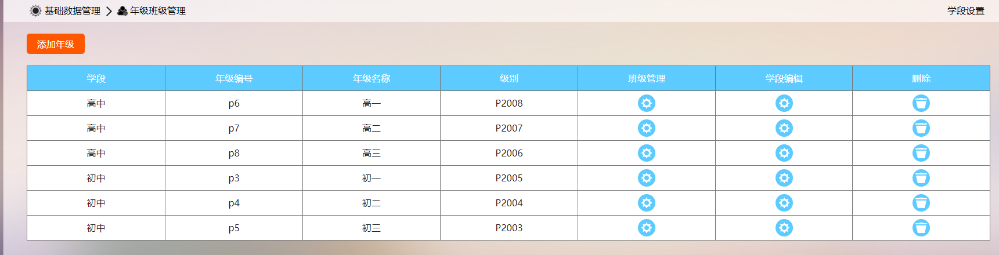 基础数据管理 年级班级管理 学段设置
添加年级
学段 年级编号 年级名称 级别 班级管理 学段编辑 删除
高中 p6 高一 P2008
高中 p7 高二 P2007
高中 p8 高三 P2006
初中 p3 初一 P2005
初中 p4 初二 P2004
初中 p5 初三 P2003